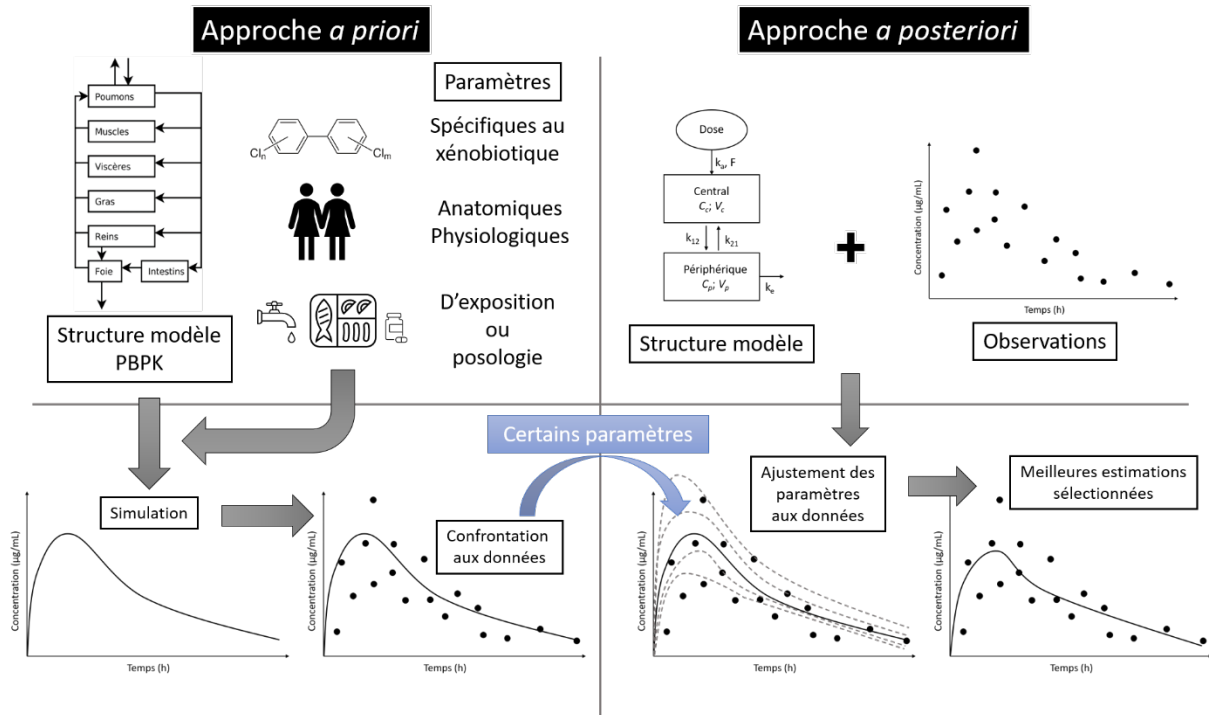 Approche a priori
Poumons
Muscles
Viscères
Gras
Reins
Foie
Intestins
Structure modèle
PBPK
Cln
Clm
Paramètres
Spécifiques au
xénobiotique
Anatomiques
Physiologiques
D'exposition
ou
posologie
Simulation
Concentration (µg/mL)
Temps (h)
Confrontation
aux données
Concentration (µg/mL)
Temps (h)
Certains paramètres
Approche a posteriori
Dose
ka, F
Central
Cc; Vc
k12
k21
Périphérique
Cp; Vp
ke
Structure modèle
Concentration (µg/mL)
Temps (h)
Observations
Ajustement des
paramètres
aux données
Concentration (µg/mL)
Temps (h)
Meilleures estimations
sélectionnées
Concentration (µg/mL)
Temps (h)